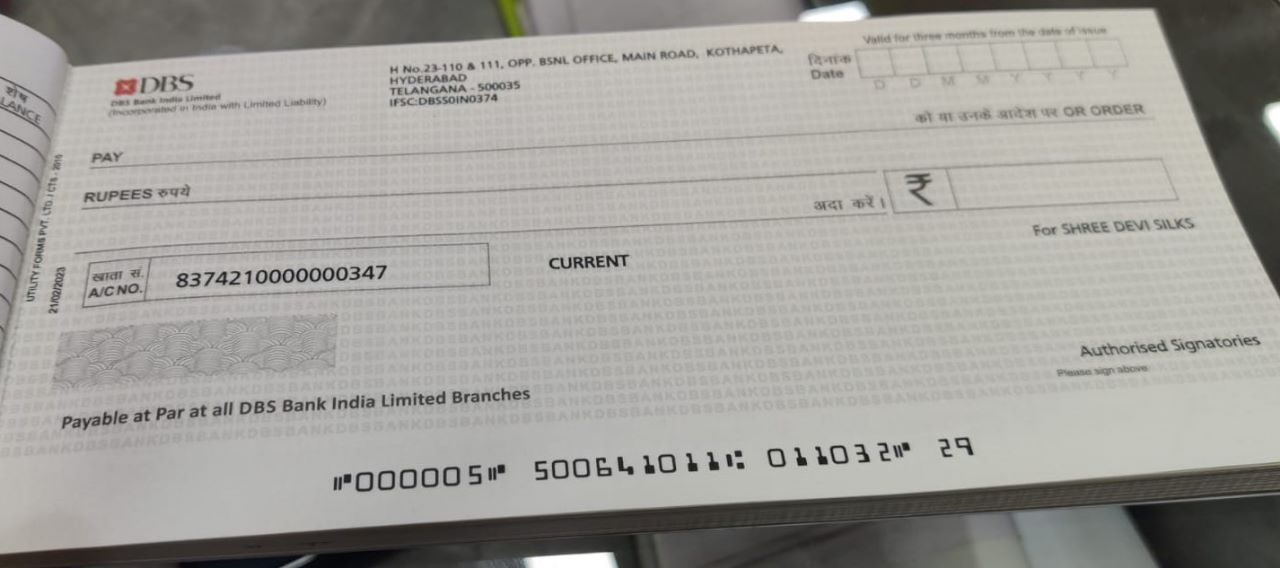 शेष
LANCE
UTILITY FORMS PVT. LTD. / CTS - 2010
21/02/2023
DBS
DBS Bank India Limited
(Incorporated in India with Limited Liability)
H No.23-110 & 111, OPP. BSNL OFFICE, MAIN ROAD, KOTHAPETA,
HYDERABAD
TELANGANA - 500035
IFSC:DBSS0IN0374
Valid for three months from the date of issue
दिनांक
Date
D D M M Y Y Y Y
PAY
को या उनके आदेश पर OR ORDER
RUPEES रुपये
अदा करें।
₹
खाता सं.
A/C NO.
8374210000000347
CURRENT
For SHREE DEVI SILKS
Authorised Signatories
Please sign above
Payable at Par at all DBS Bank India Limited Branches
⑈000005⑈ 500641011⑆ 011032⑈ 29